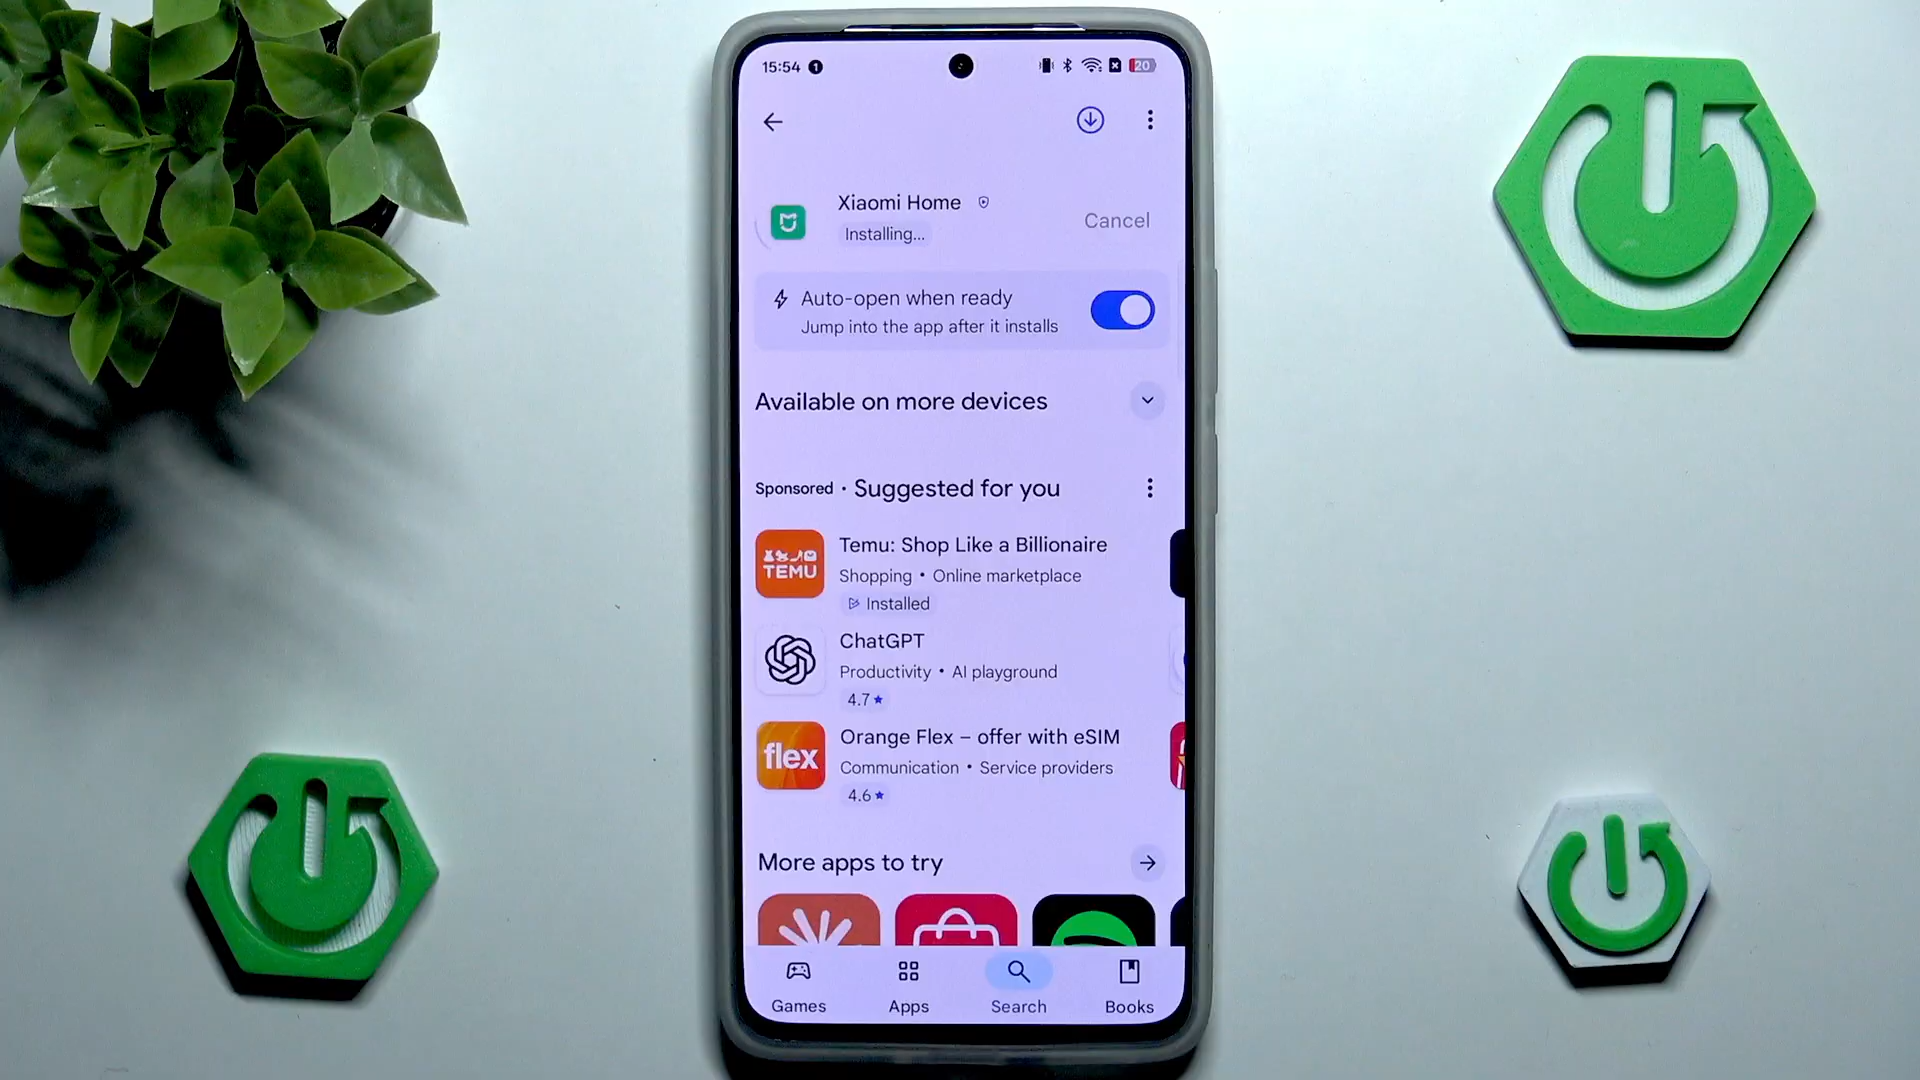 15:54
20
Xiaomi Home
Installing...
Cancel
Auto-open when ready
Jump into the app after it installs
Available on more devices
Sponsored · Suggested for you
TEMU
Temu: Shop Like a Billionaire
Shopping • Online marketplace
Installed
ChatGPT
Productivity • AI playground
4.7★
flex
Orange Flex – offer with eSIM
Communication • Service providers
4.6★
More apps to try
Games
Apps
Search
Books